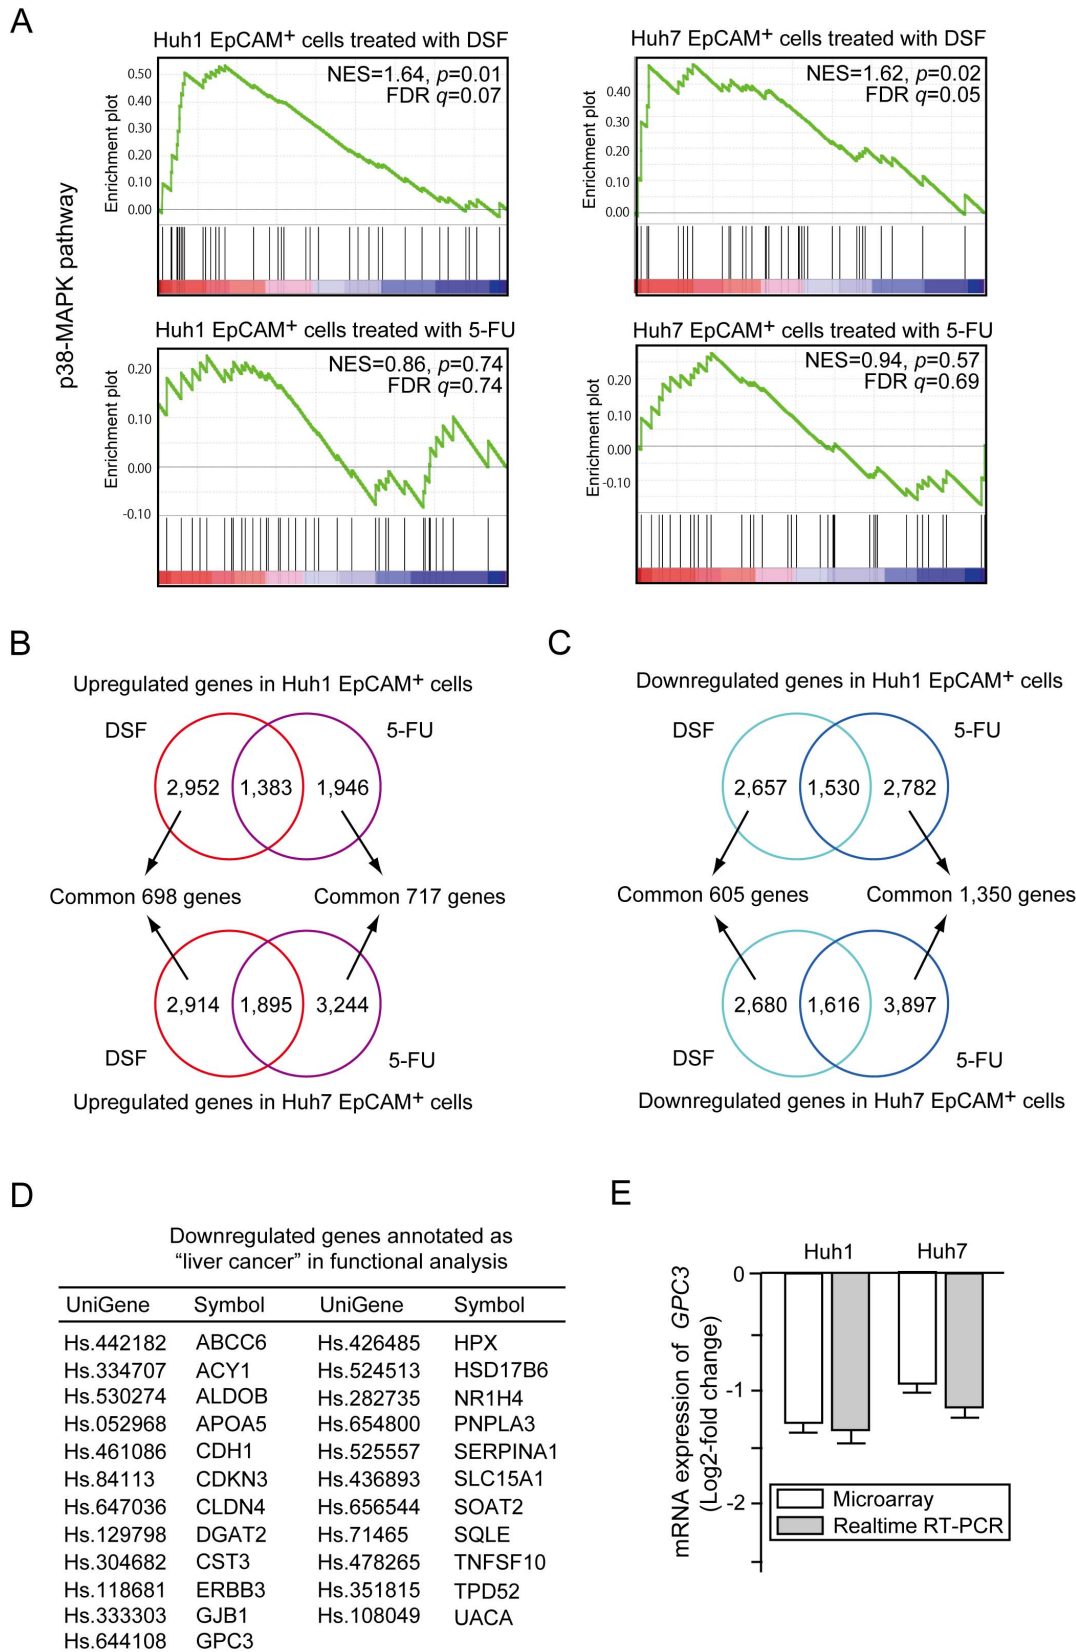 A
Huh1 EpCAM+ cells treated with DSF
NES=1.64, p=0.01
FDR q=0.07
Enrichment plot
0.50
0.40
0.30
0.20
0.10
0.00
Huh7 EpCAM+ cells treated with DSF
NES=1.62, p=0.02
FDR q=0.05
Enrichment plot
0.40
0.30
0.20
0.10
0.00
p38-MAPK pathway
Huh1 EpCAM+ cells treated with 5-FU
NES=0.86, p=0.74
FDR q=0.74
Enrichment plot
0.20
0.10
0.00
-0.10
Huh7 EpCAM+ cells treated with 5-FU
NES=0.94, p=0.57
FDR q=0.69
Enrichment plot
0.20
0.10
0.00
-0.10
B
Upregulated genes in Huh1 EpCAM+ cells
DSF
5-FU
2,952 1,383 1,946
Common 698 genes
Common 717 genes
2,914 1,895 3,244
DSF
5-FU
Upregulated genes in Huh7 EpCAM+ cells
C
Downregulated genes in Huh1 EpCAM+ cells
DSF
5-FU
2,657 1,530 2,782
Common 605 genes
Common 1,350 genes
2,680 1,616 3,897
DSF
5-FU
Downregulated genes in Huh7 EpCAM+ cells
D
Downregulated genes annotated as
“liver cancer” in functional analysis
UniGene Symbol UniGene Symbol
Hs.442182 ABCC6 Hs.426485 HPX
Hs.334707 ACY1 Hs.524513 HSD17B6
Hs.530274 ALDOB Hs.282735 NR1H4
Hs.052968 APOA5 Hs.654800 PNPLA3
Hs.461086 CDH1 Hs.525557 SERPINA1
Hs.84113 CDKN3 Hs.436893 SLC15A1
Hs.647036 CLDN4 Hs.656544 SOAT2
Hs.129798 DGAT2 Hs.71465 SQLE
Hs.304682 CST3 Hs.478265 TNFSF10
Hs.118681 ERBB3 Hs.351815 TPD52
Hs.333303 GJB1 Hs.108049 UACA
Hs.644108 GPC3
E
Huh1 Huh7
mRNA expression of GPC3
(Log2-fold change)
0
-1
-2
Microarray
Realtime RT-PCR